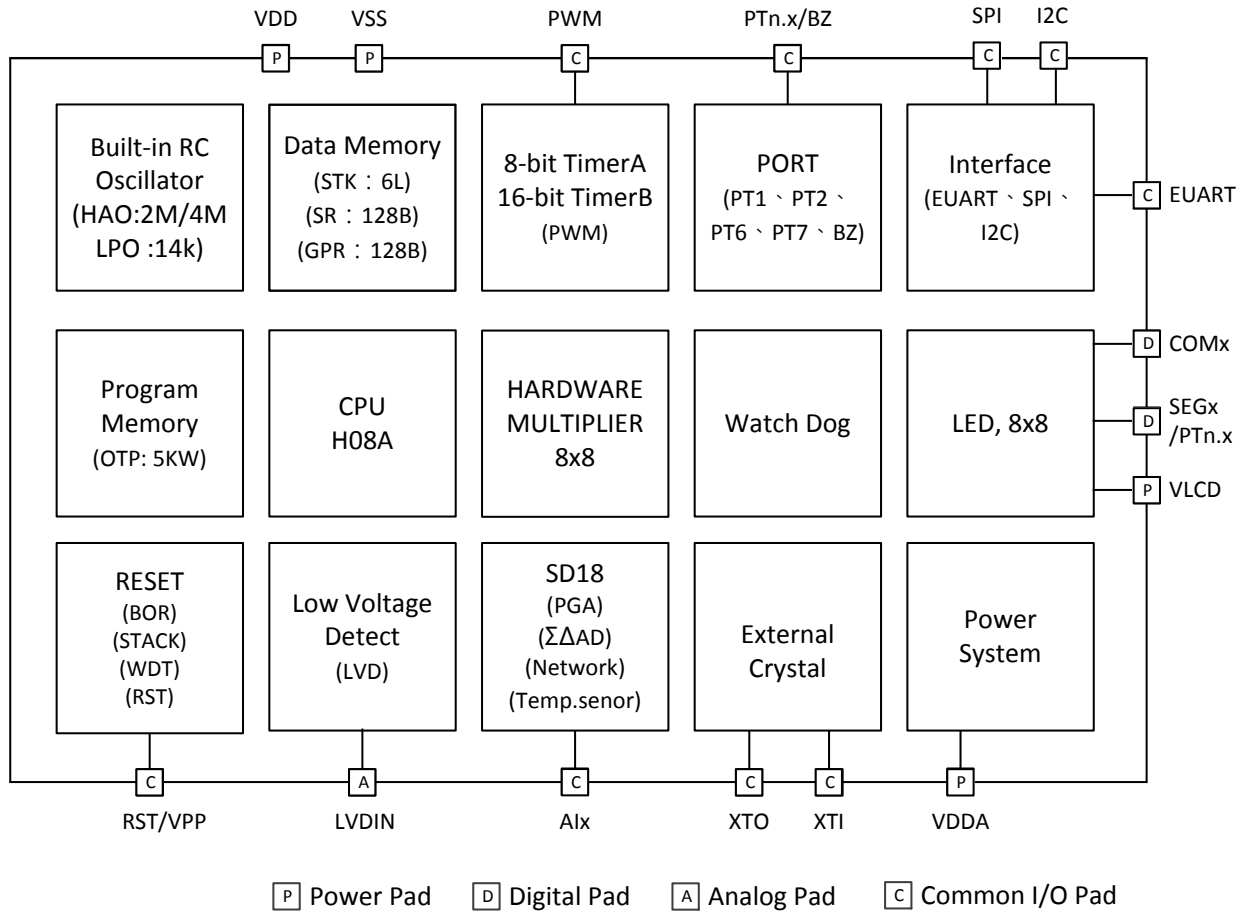 VDD
VSS
PWM
PTn.x/BZ
SPI
I2C
P
P
C
C
C
C
Built-in RC
Oscillator
(HAO:2M/4M
LPO :14k)
Data Memory
(STK：6L)
(SR：128B)
(GPR：128B)
8-bit TimerA
16-bit TimerB
(PWM)
PORT
(PT1、PT2、
PT6、PT7、BZ)
Interface
(EUART、SPI、
I2C)
C
EUART
Program
Memory
(OTP: 5KW)
CPU
H08A
HARDWARE
MULTIPLIER
8x8
Watch Dog
LED, 8x8
D
COMx
D
SEGx
/PTn.x
P
VLCD
RESET
(BOR)
(STACK)
(WDT)
(RST)
Low Voltage
Detect
(LVD)
SD18
(PGA)
(ΣΔAD)
(Network)
(Temp.senor)
External
Crystal
Power
System
C
A
C
C
C
P
RST/VPP
LVDIN
AIx
XTO
XTI
VDDA
P Power Pad
D Digital Pad
A Analog Pad
C Common I/O Pad